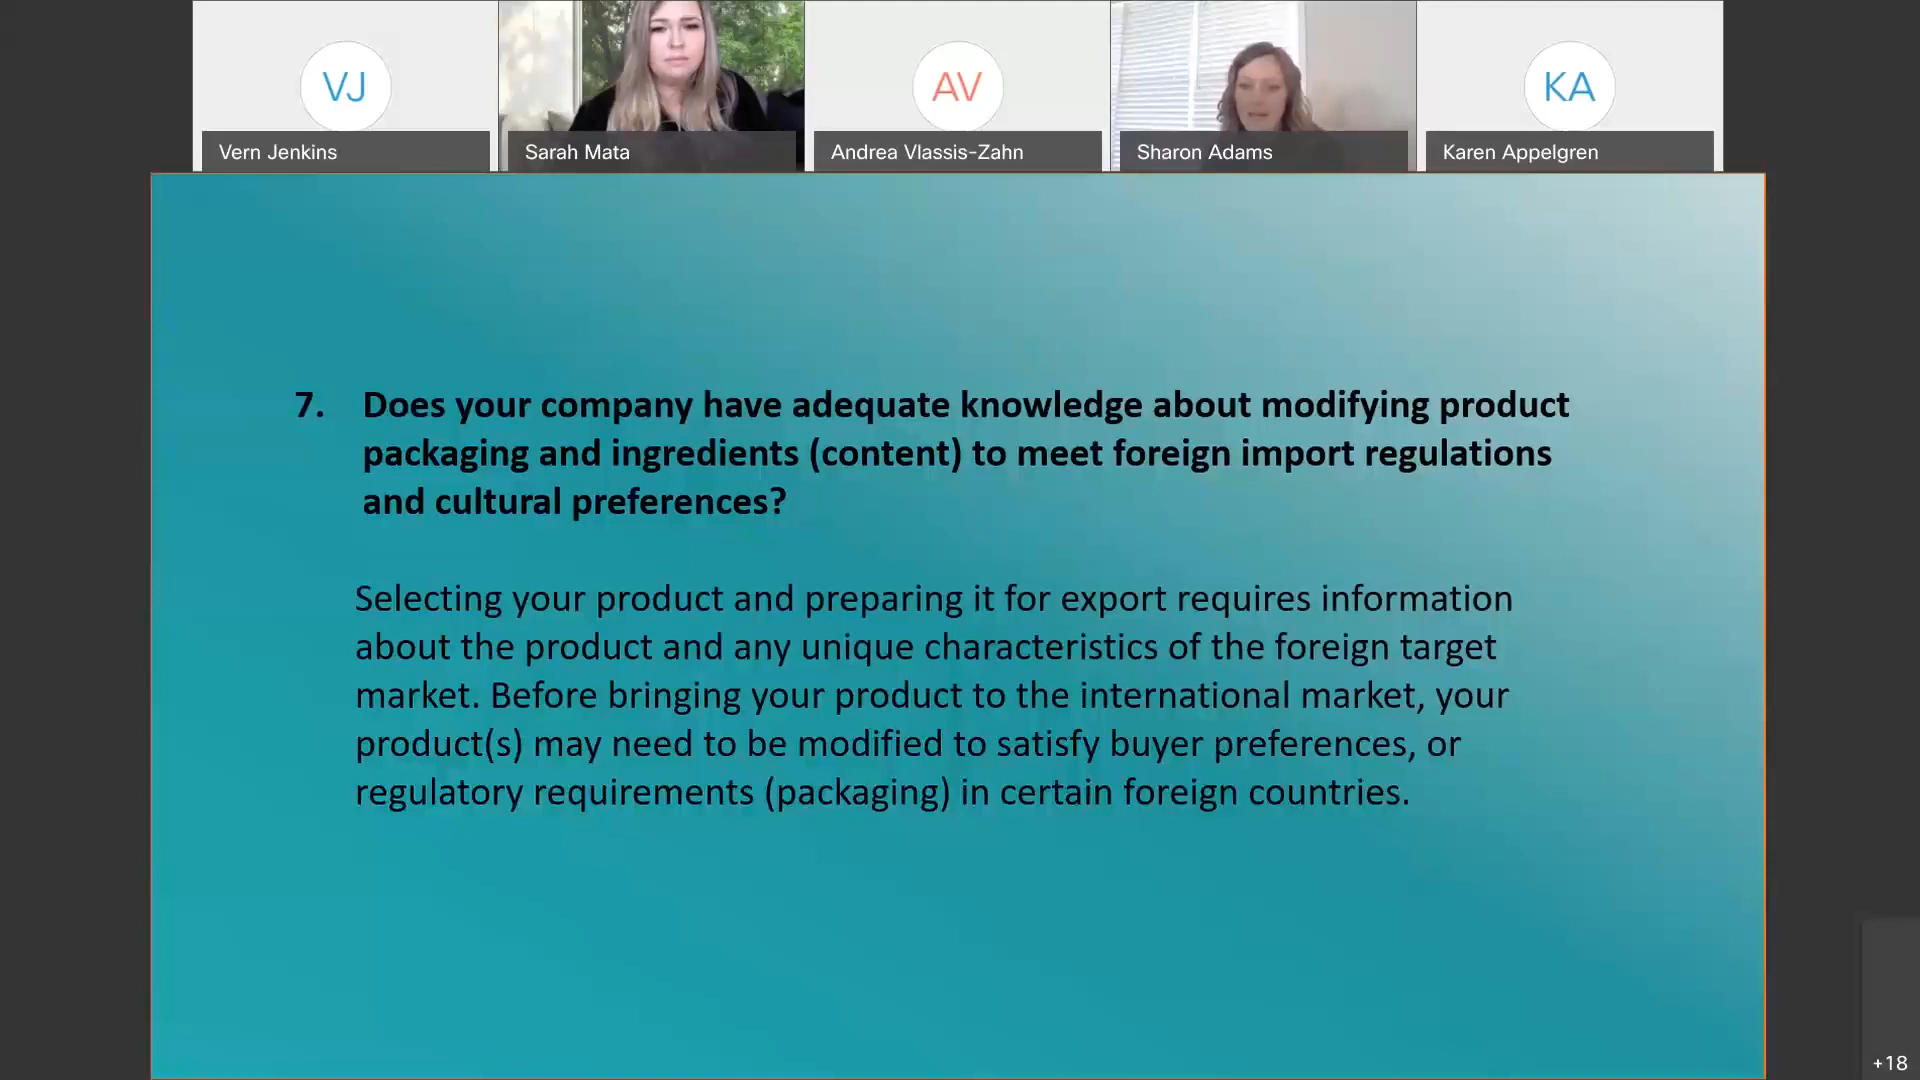 VJ
AV
KA
Vern Jenkins
Sarah Mata
Andrea Vlassis-Zahn
Sharon Adams
Karen Appelgren
7. Does your company have adequate knowledge about modifying product
packaging and ingredients (content) to meet foreign import regulations
and cultural preferences?
Selecting your product and preparing it for export requires information
about the product and any unique characteristics of the foreign target
market. Before bringing your product to the international market, your
product(s) may need to be modified to satisfy buyer preferences, or
regulatory requirements (packaging) in certain foreign countries.
+18